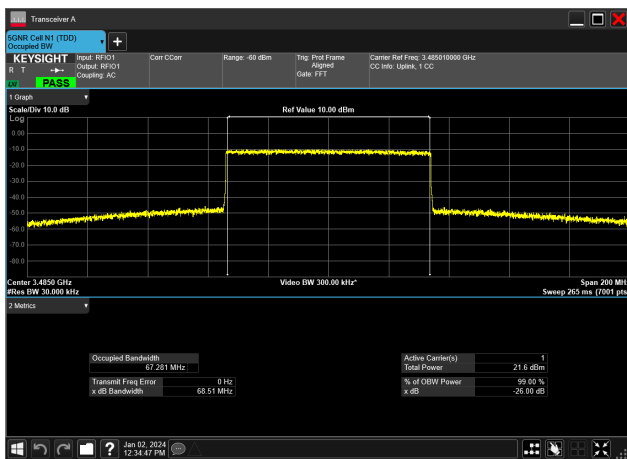 Transceiver A
5GNR Cell N1 (TDD)
Occupied BW
KEYSIGHT
R T
LW
PASS
Input: RFIO1
Output: RFIO1
Coupling: AC
Corr CCorr
Range: -60 dBm
Trig: Prot Frame
Aligned
Gate: FFT
Carrier Ref Freq: 3.485010000 GHz
CC Info: Uplink, 1 CC
1 Graph
Scale/Div 10.0 dB
Ref Value 10.00 dBm
Log
0.00
-10.0
-20.0
-30.0
-40.0
-50.0
-60.0
-70.0
-80.0
Center 3.4850 GHz
Video BW 300.00 kHz*
Span 200 MHz
#Res BW 30.000 kHz
Sweep 265 ms (7001 pts
2 Metrics
Occupied Bandwidth
67.281 MHz
Transmit Freq Error 0 Hz
x dB Bandwidth 68.51 MHz
Active Carrier(s) 1
Total Power 21.6 dBm
% of OBW Power 99.00 %
x dB -26.00 dB
?
Jan 02, 2024
12:34:47 PM